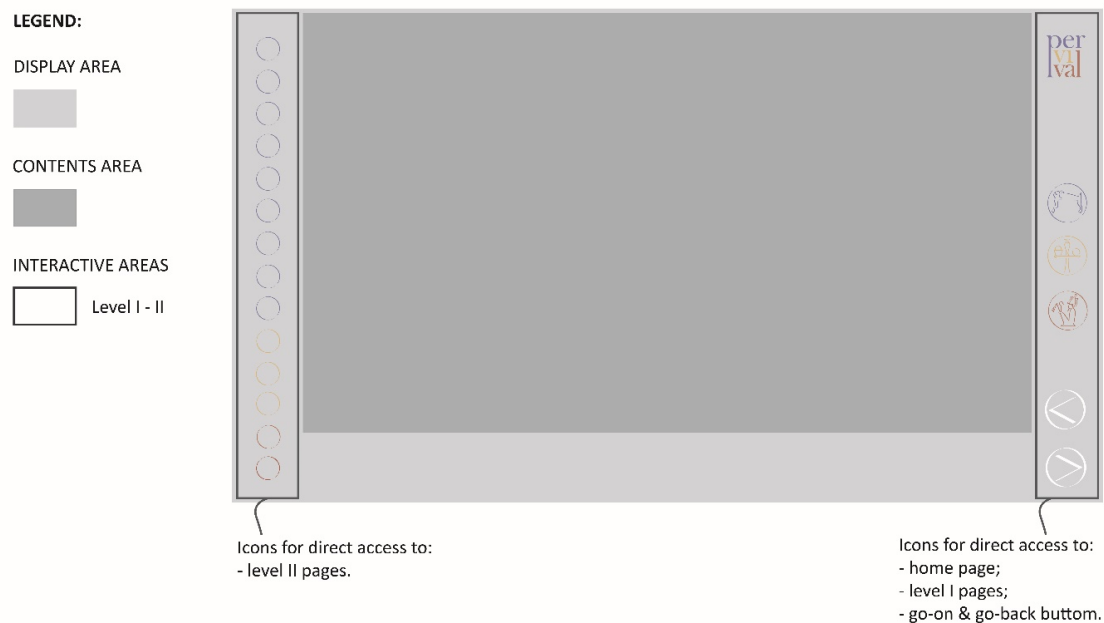 LEGEND:
DISPLAY AREA
CONTENTS AREA
INTERACTIVE AREAS
Level I - II
per
vi
val
Icons for direct access to:
- level II pages.
Icons for direct access to:
- home page;
- level I pages;
- go-on & go-back buttom.